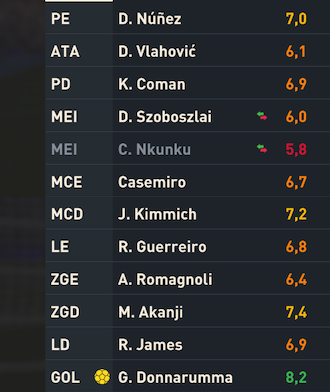 PE D. Núñez 7,0
ATA D. Vlahović 6,1
PD K. Coman 6,9
MEI D. Szoboszlai 6,0
MEI C. Nkunku 5,8
MCE Casemiro 6,7
MCD J. Kimmich 7,2
LE R. Guerreiro 6,8
ZGE A. Romagnoli 6,4
ZGD M. Akanji 7,4
LD R. James 6,9
GOL G. Donnarumma 8,2